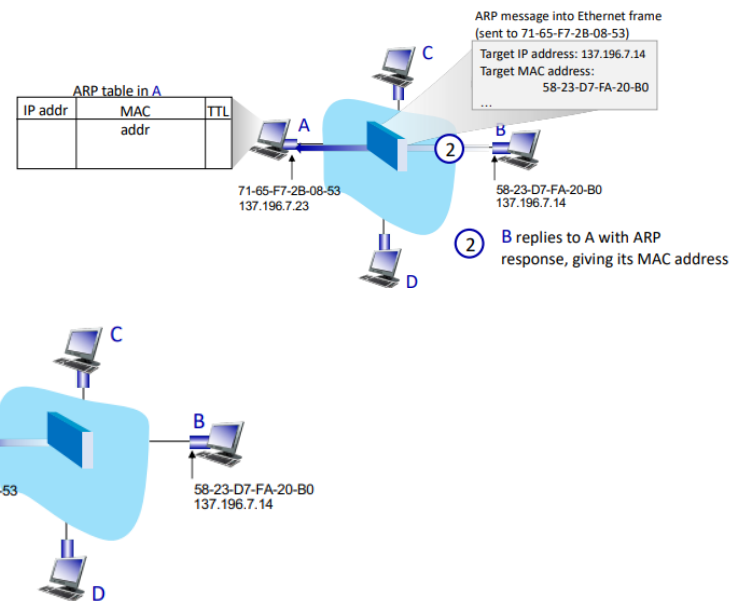 ARP message into Ethernet frame
(sent to 71-65-F7-2B-08-53)
Target IP address: 137.196.7.14
Target MAC address:
58-23-D7-FA-20-B0
...
C
ARP table in A
IP addr MAC addr TTL
A
B
2
71-65-F7-2B-08-53
137.196.7.23
58-23-D7-FA-20-B0
137.196.7.14
2 B replies to A with ARP
response, giving its MAC address
D
C
B
-53
58-23-D7-FA-20-B0
137.196.7.14
D